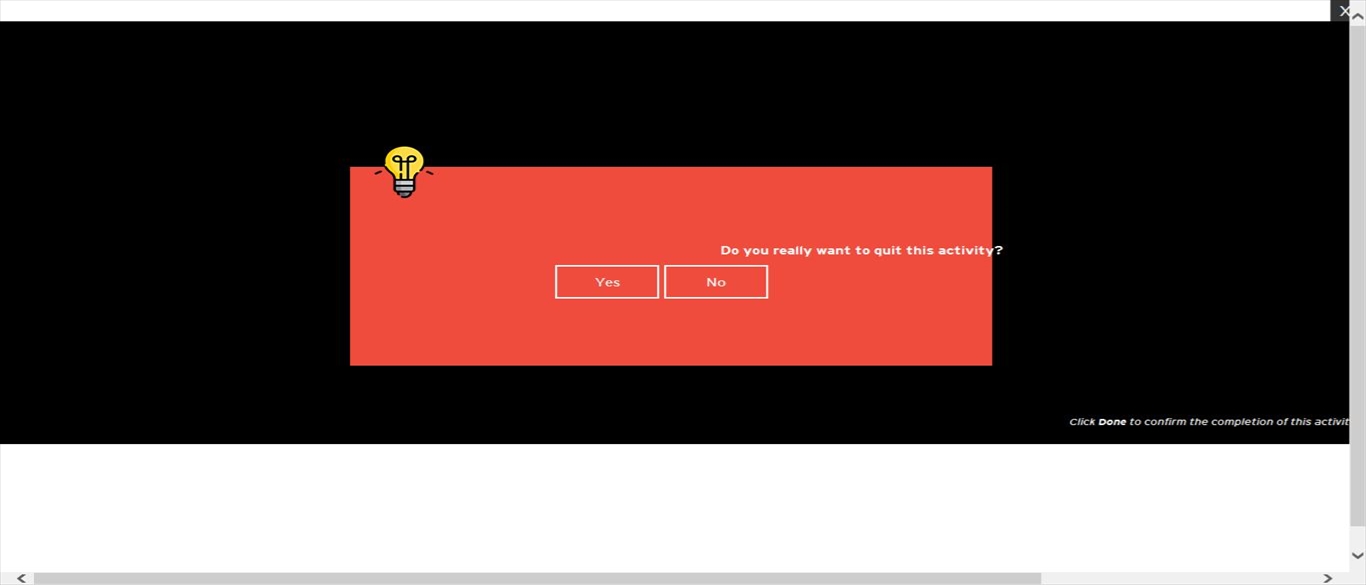 X
Do you really want to quit this activity?
Yes No
Click Done to confirm the completion of this activit